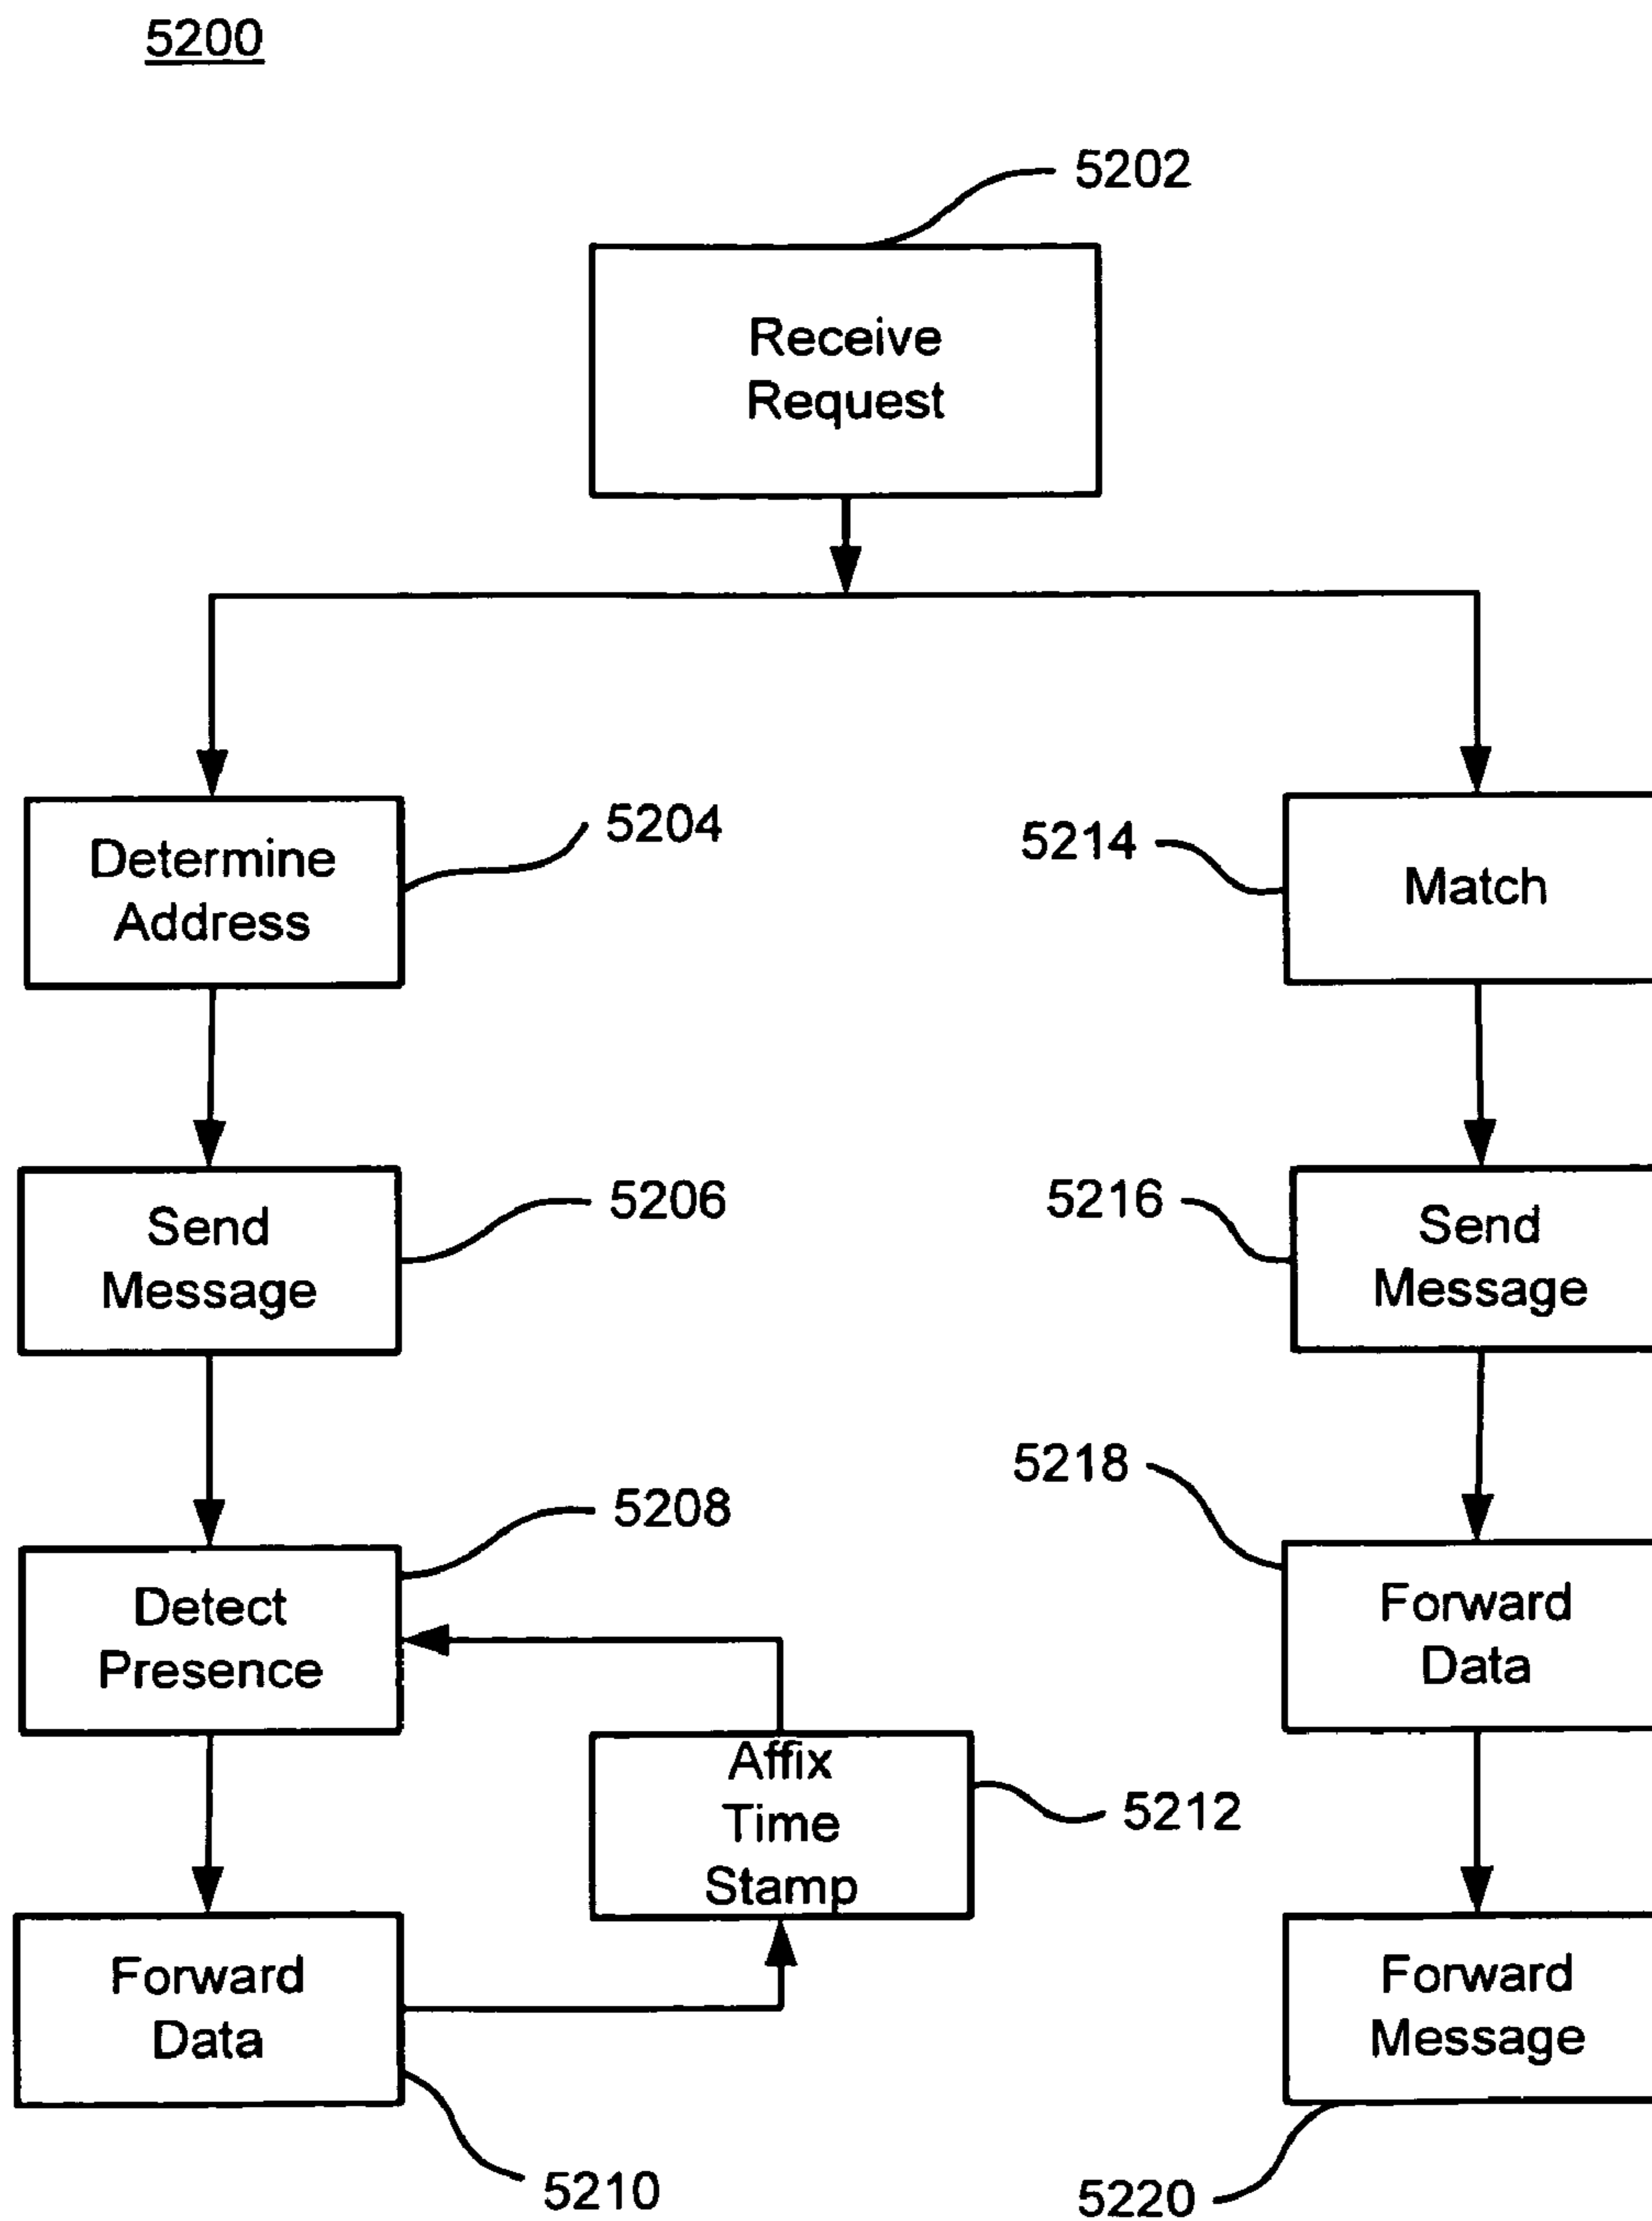 5200
5202
Receive
Request
5204
Determine
Address
5214
Match
5206
Send
Message
5216
Send
Message
5208
Detect
Presence
5218
Forward
Data
Affix
Time
Stamp
5212
Forward
Data
5210
Forward
Message
5220